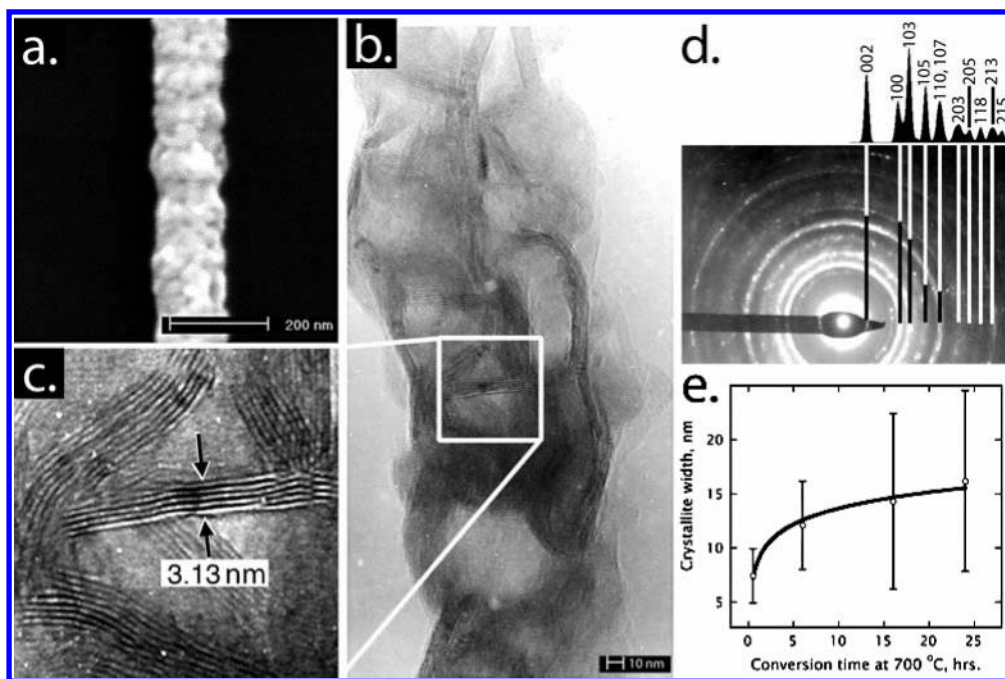 a.
200 nm
b.
10 nm
c.
3.13 nm
d.
002
100
103
105
110, 107
203
205
118
213
215
e.
Crystallite width, nm
20
15
10
5
0
5
10
15
20
25
Conversion time at 700 °C, hrs.